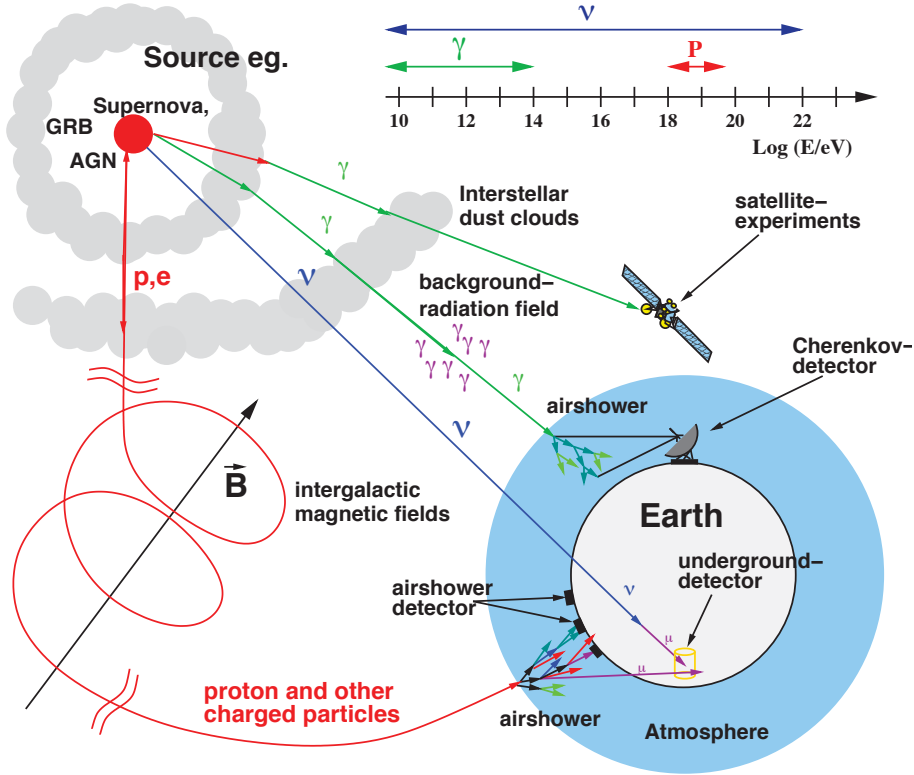 ν
γ
P
10
12
14
16
18
20
22
Log (E/eV)
Source eg.
Supernova,
GRB
AGN
γ
γ
Interstellar
dust clouds
satellite–
experiments
p,e
ν
background–
radiation field
γ
γ γ
γ γ γ
γ
Cherenkov–
detector
airshower
ν
B
intergalactic
magnetic fields
Earth
underground–
detector
airshower
detector
ν
μ
μ
proton and other
charged particles
airshower
Atmosphere